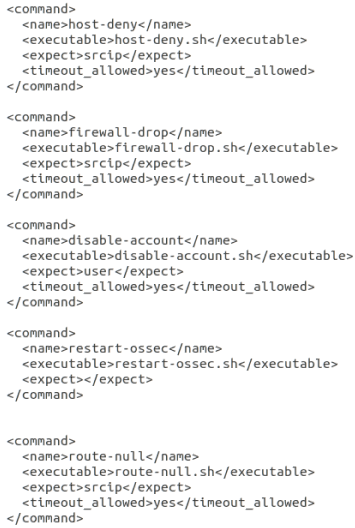 <command>
  <name>host-deny</name>
  <executable>host-deny.sh</executable>
  <expect>srcip</expect>
  <timeout_allowed>yes</timeout_allowed>
</command>

<command>
  <name>firewall-drop</name>
  <executable>firewall-drop.sh</executable>
  <expect>srcip</expect>
  <timeout_allowed>yes</timeout_allowed>
</command>

<command>
  <name>disable-account</name>
  <executable>disable-account.sh</executable>
  <expect>user</expect>
  <timeout_allowed>yes</timeout_allowed>
</command>

<command>
  <name>restart-ossec</name>
  <executable>restart-ossec.sh</executable>
  <expect></expect>
</command>


<command>
  <name>route-null</name>
  <executable>route-null.sh</executable>
  <expect>srcip</expect>
  <timeout_allowed>yes</timeout_allowed>
</command>